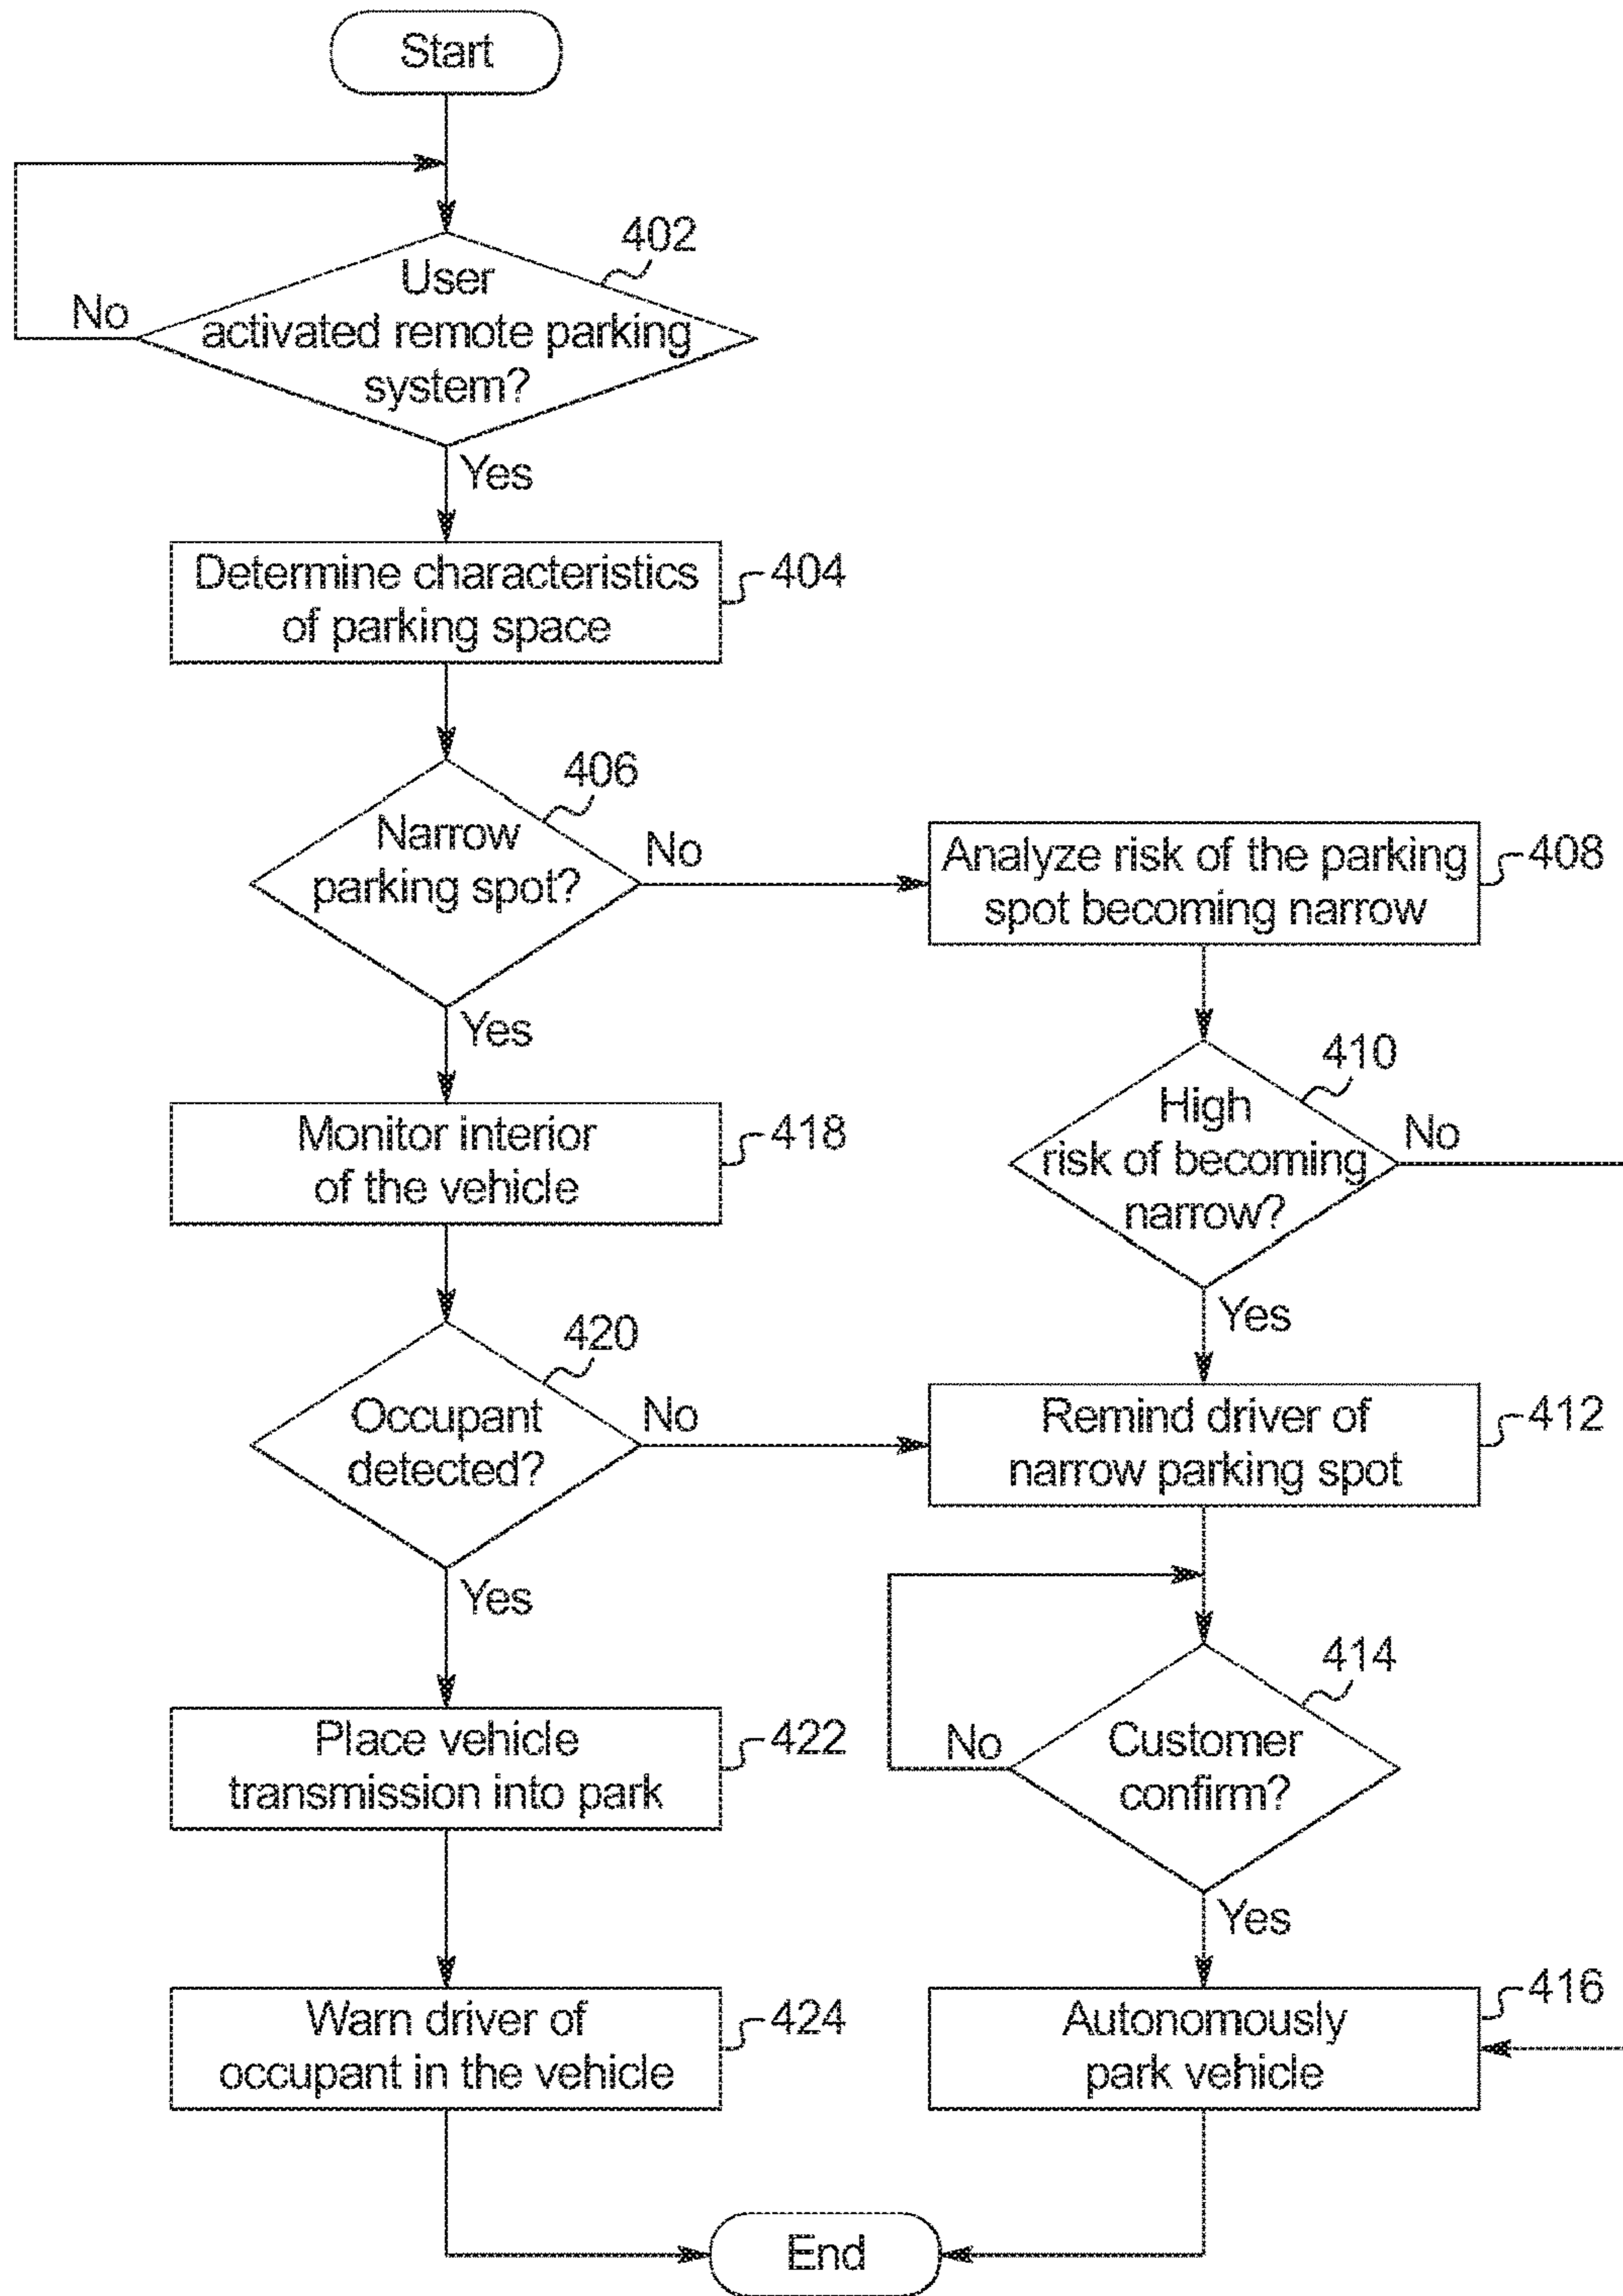 Start
402
User
activated remote parking
system?
No
Yes
Determine characteristics
of parking space
404
406
Narrow
parking spot?
No
Yes
Analyze risk of the parking
spot becoming narrow
408
410
High
risk of becoming
narrow?
No
Yes
Monitor interior
of the vehicle
418
420
Occupant
detected?
No
Yes
Remind driver of
narrow parking spot
412
414
Customer
confirm?
No
Yes
Place vehicle
transmission into park
422
Warn driver of
occupant in the vehicle
424
Autonomously
park vehicle
416
End